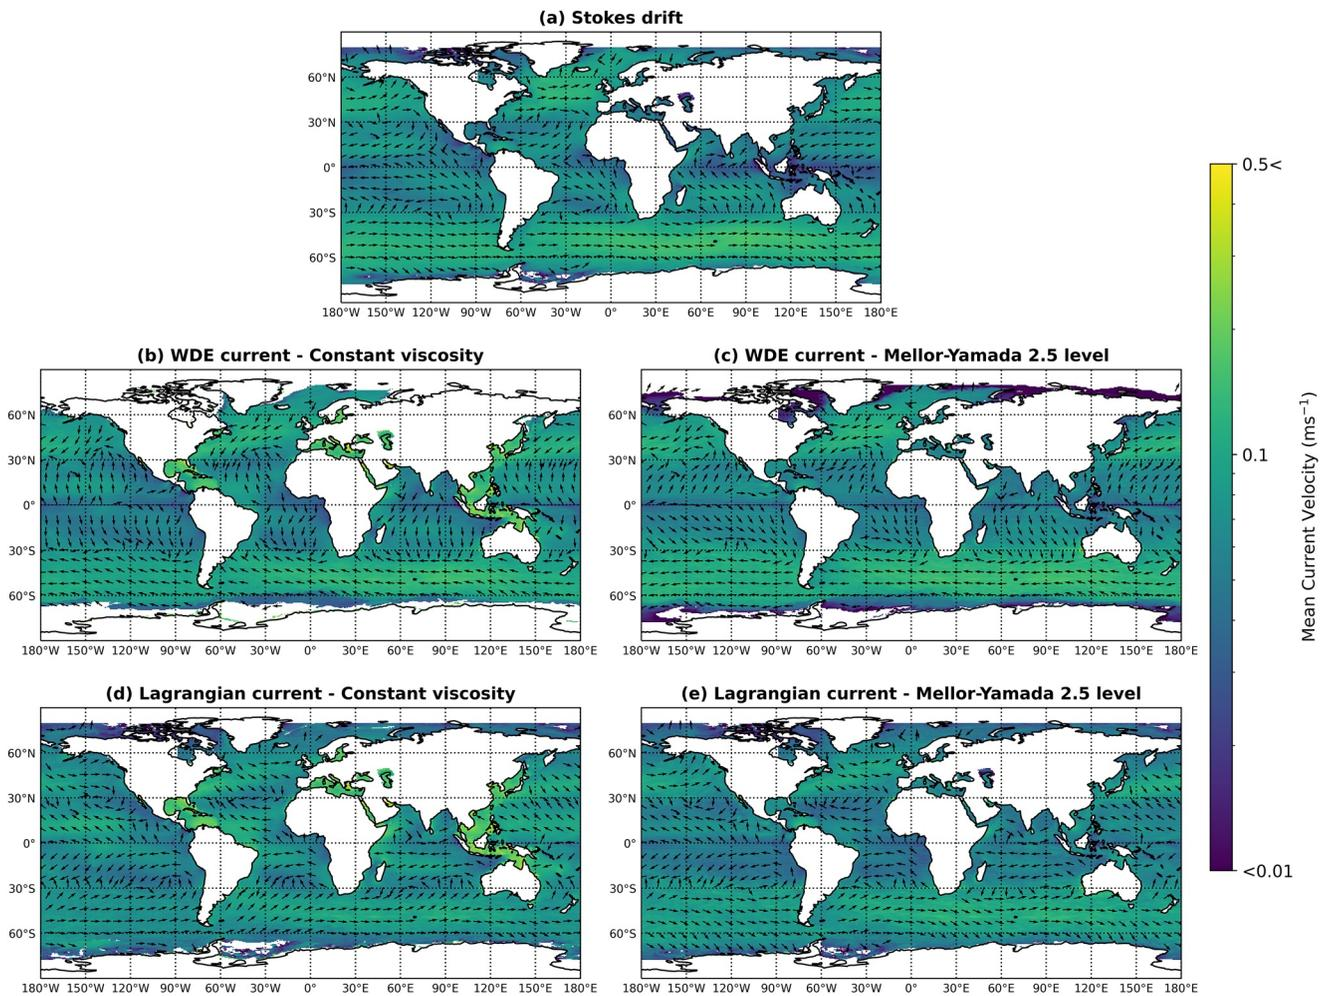 (a) Stokes drift
60°N
30°N
0°
30°S
60°S
180°W 150°W 120°W 90°W 60°W 30°W 0° 30°E 60°E 90°E 120°E 150°E 180°E
(b) WDE current - Constant viscosity
60°N
30°N
0°
30°S
60°S
180°W 150°W 120°W 90°W 60°W 30°W 0° 30°E 60°E 90°E 120°E 150°E 180°E
(c) WDE current - Mellor-Yamada 2.5 level
60°N
30°N
0°
30°S
60°S
180°W 150°W 120°W 90°W 60°W 30°W 0° 30°E 60°E 90°E 120°E 150°E 180°E
(d) Lagrangian current - Constant viscosity
60°N
30°N
0°
30°S
60°S
180°W 150°W 120°W 90°W 60°W 30°W 0° 30°E 60°E 90°E 120°E 150°E 180°E
(e) Lagrangian current - Mellor-Yamada 2.5 level
60°N
30°N
0°
30°S
60°S
180°W 150°W 120°W 90°W 60°W 30°W 0° 30°E 60°E 90°E 120°E 150°E 180°E
0.5<
0.1
<0.01
Mean Current Velocity (ms⁻¹)